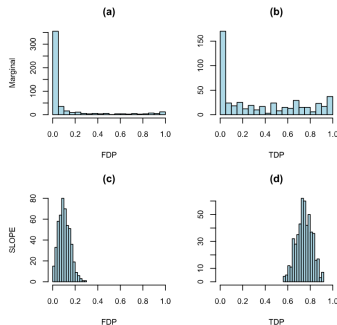 (a)
Marginal
0 100 200 300
0.0 0.2 0.4 0.6 0.8 1.0
FDP
(b)
0 50 100 150
0.0 0.2 0.4 0.6 0.8 1.0
TDP
(c)
SLOPE
0 20 40 60 80
0.0 0.2 0.4 0.6 0.8 1.0
FDP
(d)
0 10 30 50
0.0 0.2 0.4 0.6 0.8 1.0
TDP